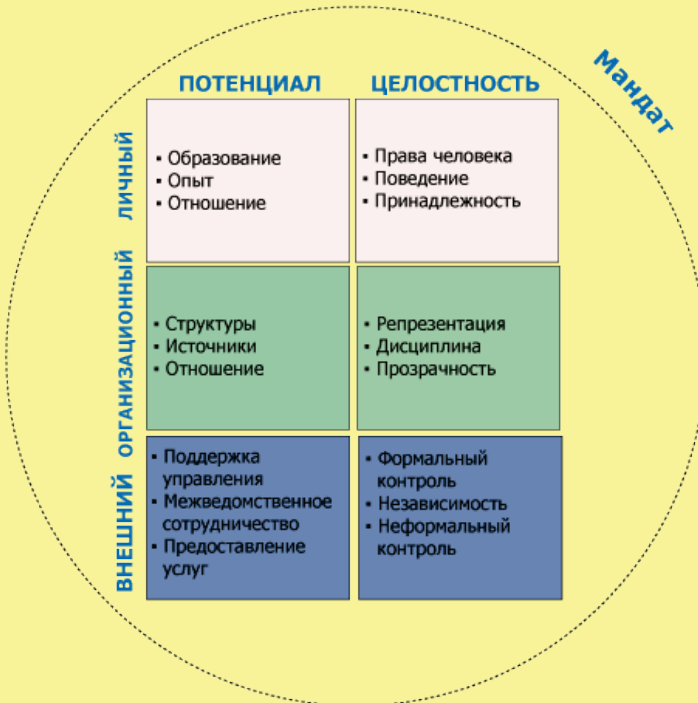 Мандат
ПОТЕНЦИАЛ
ЦЕЛОСТНОСТЬ
ЛИЧНЫЙ
▪ Образование
▪ Опыт
▪ Отношение
▪ Права человека
▪ Поведение
▪ Принадлежность
ОРГАНИЗАЦИОННЫЙ
▪ Структуры
▪ Источники
▪ Отношение
▪ Репрезентация
▪ Дисциплина
▪ Прозрачность
ВНЕШНИЙ
▪ Поддержка
управления
▪ Межведомственное
сотрудничество
▪ Предоставление
услуг
▪ Формальный
контроль
▪ Независимость
▪ Неформальный
контроль